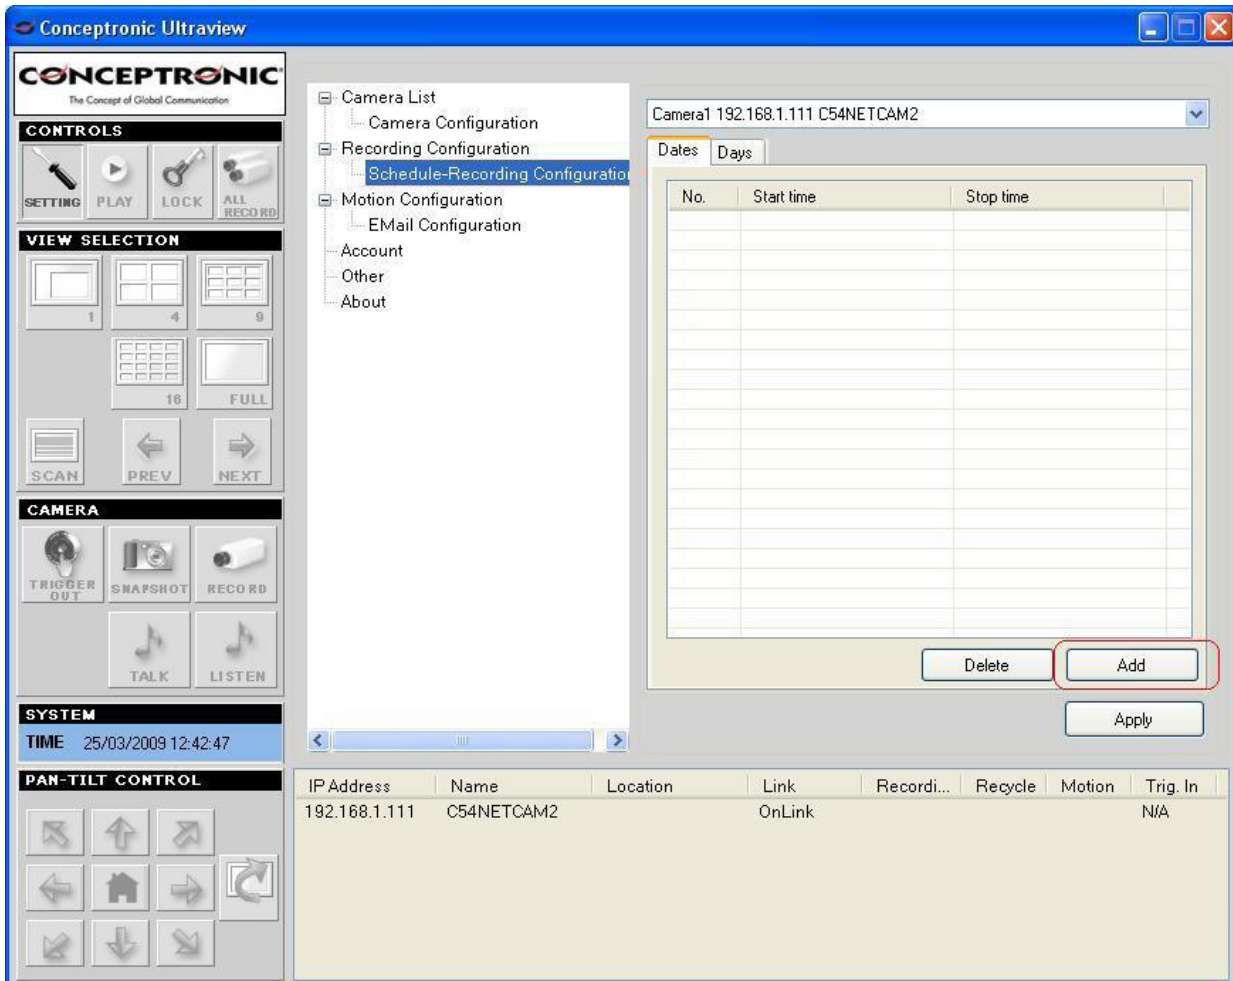 Conceptronic Ultraview
CONCEPTRONIC
The Concept of Global Communication
CONTROLS
SETTING PLAY LOCK ALL RECORD
VIEW SELECTION
1 4 9
16 FULL
SCAN PREV NEXT
CAMERA
TRIGGER OUT SNAPSHOT RECORD
TALK LISTEN
SYSTEM
TIME 25/03/2009 12:42:47
PAN-TILT CONTROL
Camera List
Camera Configuration
Recording Configuration
Schedule-Recording Configuration
Motion Configuration
EMail Configuration
Account
Other
About
Camera1 192.168.1.111 C54NETCAM2
Dates Days
No. Start time Stop time
Delete Add
Apply
IP Address Name Location Link Recordi... Recycle Motion Trig. In
192.168.1.111 C54NETCAM2 OnLink N/A